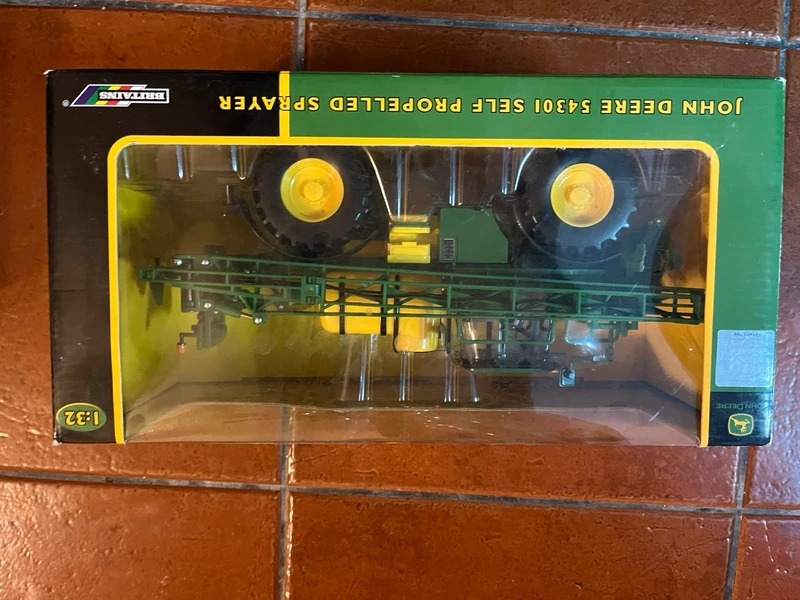 JOHN DEERE 5430I SELF PROPELLED SPRAYER
BRITAINS®
JOHN DEERE
1:32